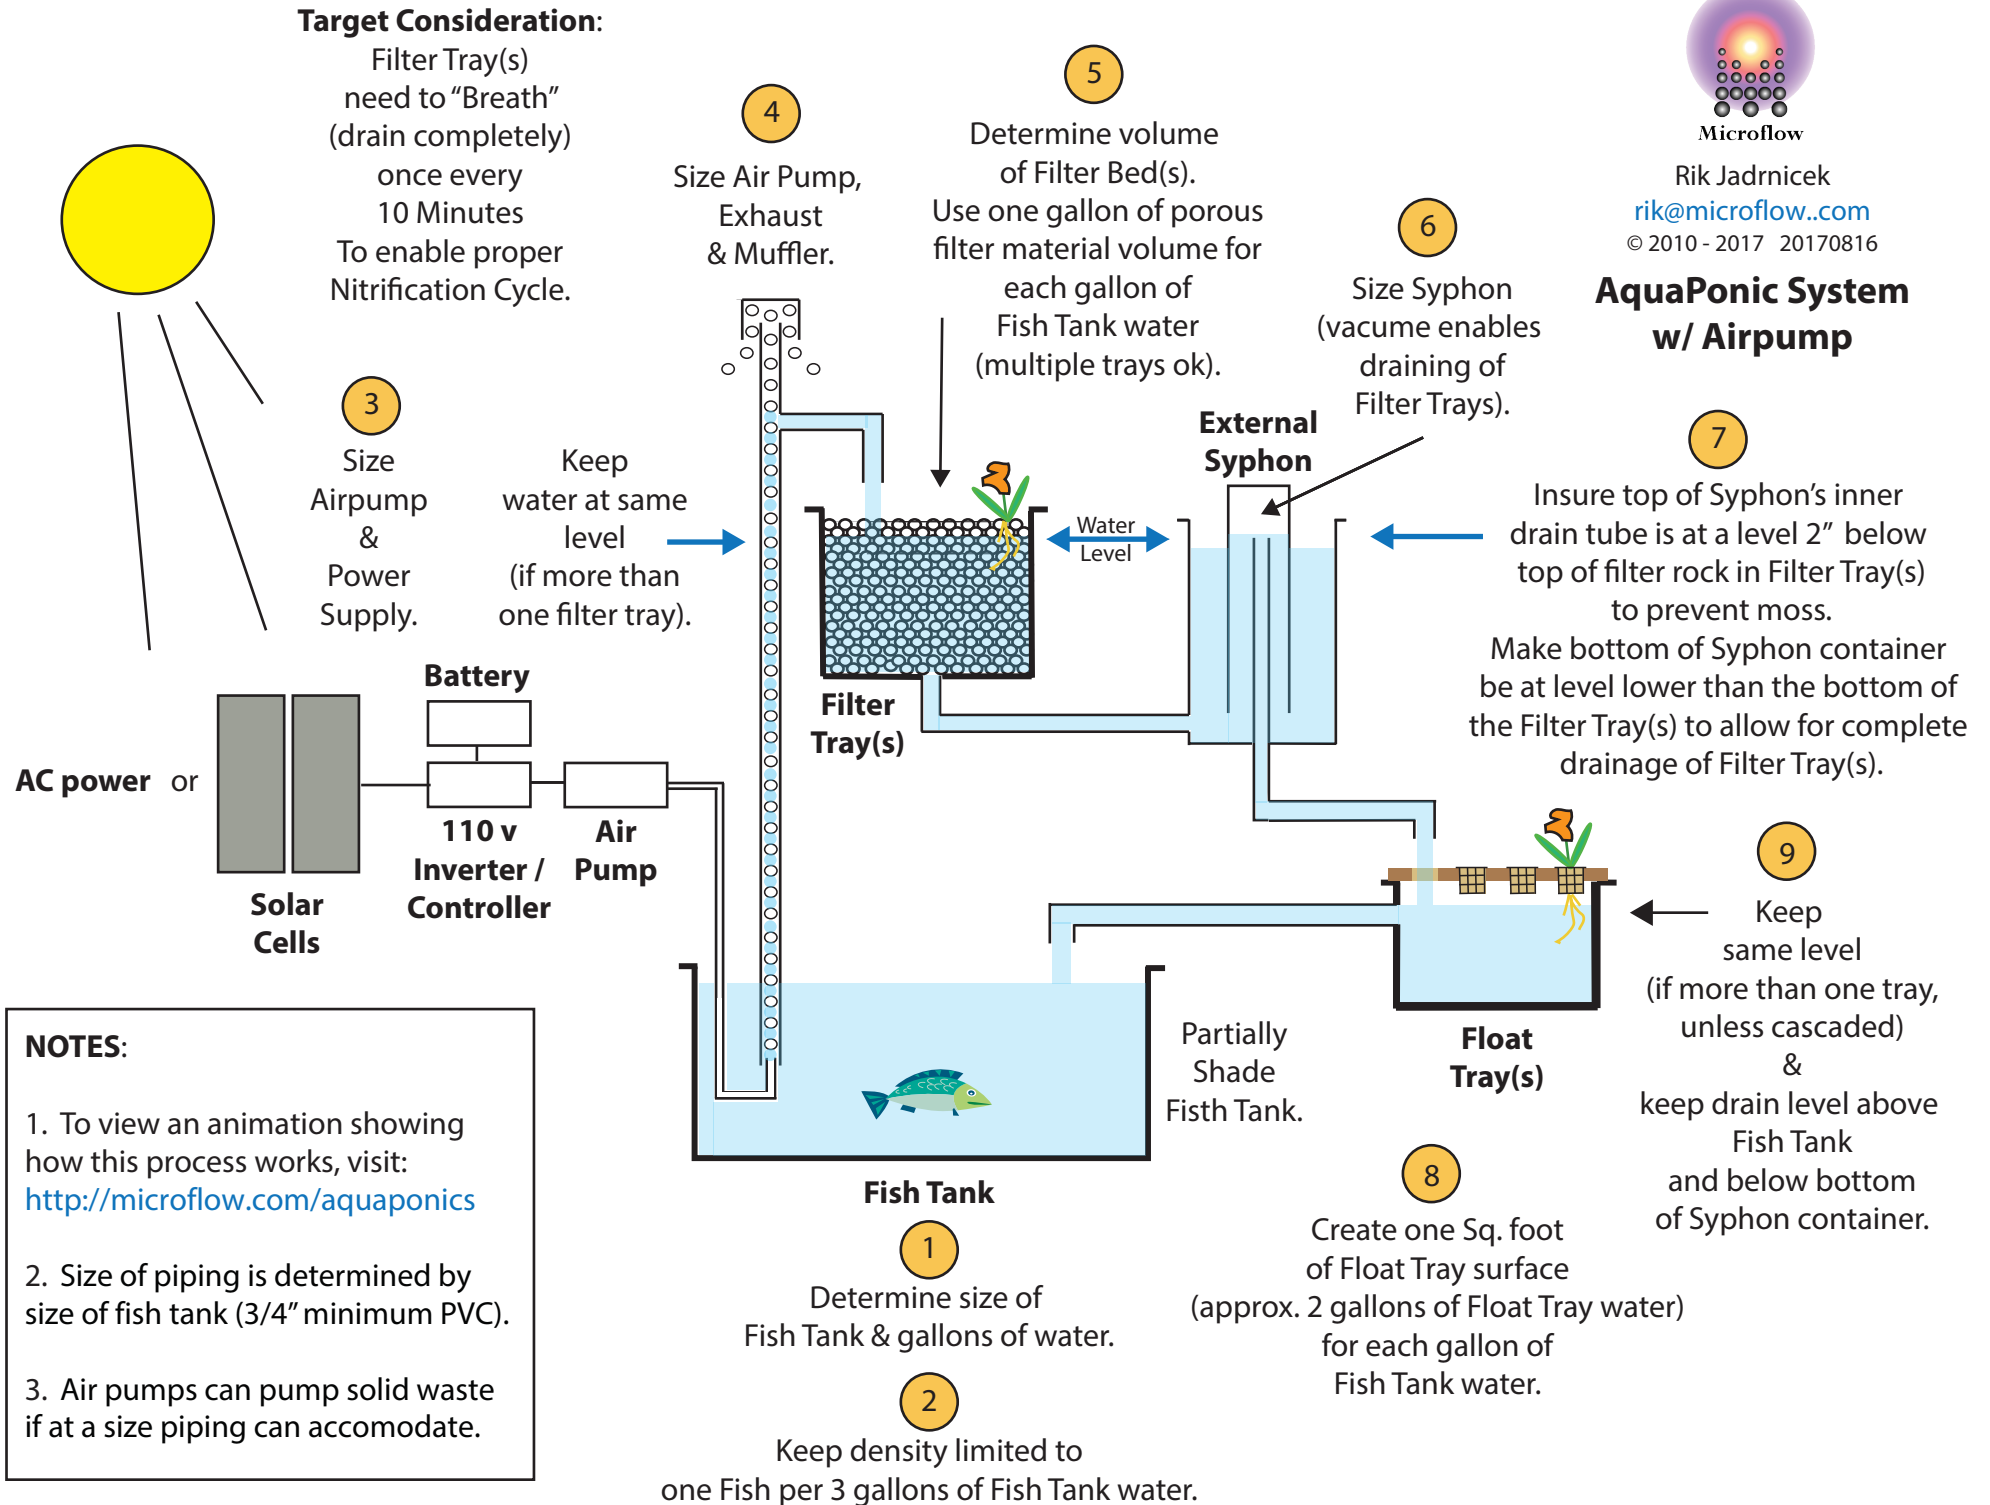 Target Consideration:
Filter Tray(s)
need to “Breath”
(drain completely)
once every
10 Minutes
To enable proper
Nitrification Cycle.
4
Size Air Pump,
Exhaust
& Muffler.
5
Determine volume
of Filter Bed(s).
Use one gallon of porous
filter material volume for
each gallon of
Fish Tank water
(multiple trays ok).
6
Size Syphon
(vacume enables
draining of
Filter Trays).
Microflow
Rik Jadrnicek
rik@microflow..com
© 2010 - 2017 20170816
AquaPonic System
w/ Airpump
3
Size
Airpump
&
Power
Supply.
Keep
water at same
level
(if more than
one filter tray).
External
Syphon
Water
Level
7
Insure top of Syphon’s inner
drain tube is at a level 2” below
top of filter rock in Filter Tray(s)
to prevent moss.
Make bottom of Syphon container
be at level lower than the bottom of
the Filter Tray(s) to allow for complete
drainage of Filter Tray(s).
Filter
Tray(s)
Battery
AC power or
110 v
Inverter /
Controller
Air
Pump
Solar
Cells
9
Keep
same level
(if more than one tray,
unless cascaded)
&
keep drain level above
Fish Tank
and below bottom
of Syphon container.
Partially
Shade
Fisth Tank.
Float
Tray(s)
8
Create one Sq. foot
of Float Tray surface
(approx. 2 gallons of Float Tray water)
for each gallon of
Fish Tank water.
Fish Tank
1
Determine size of
Fish Tank & gallons of water.
2
Keep density limited to
one Fish per 3 gallons of Fish Tank water.
NOTES:
1. To view an animation showing
how this process works, visit:
http://microflow.com/aquaponics
2. Size of piping is determined by
size of fish tank (3/4” minimum PVC).
3. Air pumps can pump solid waste
if at a size piping can accomodate.